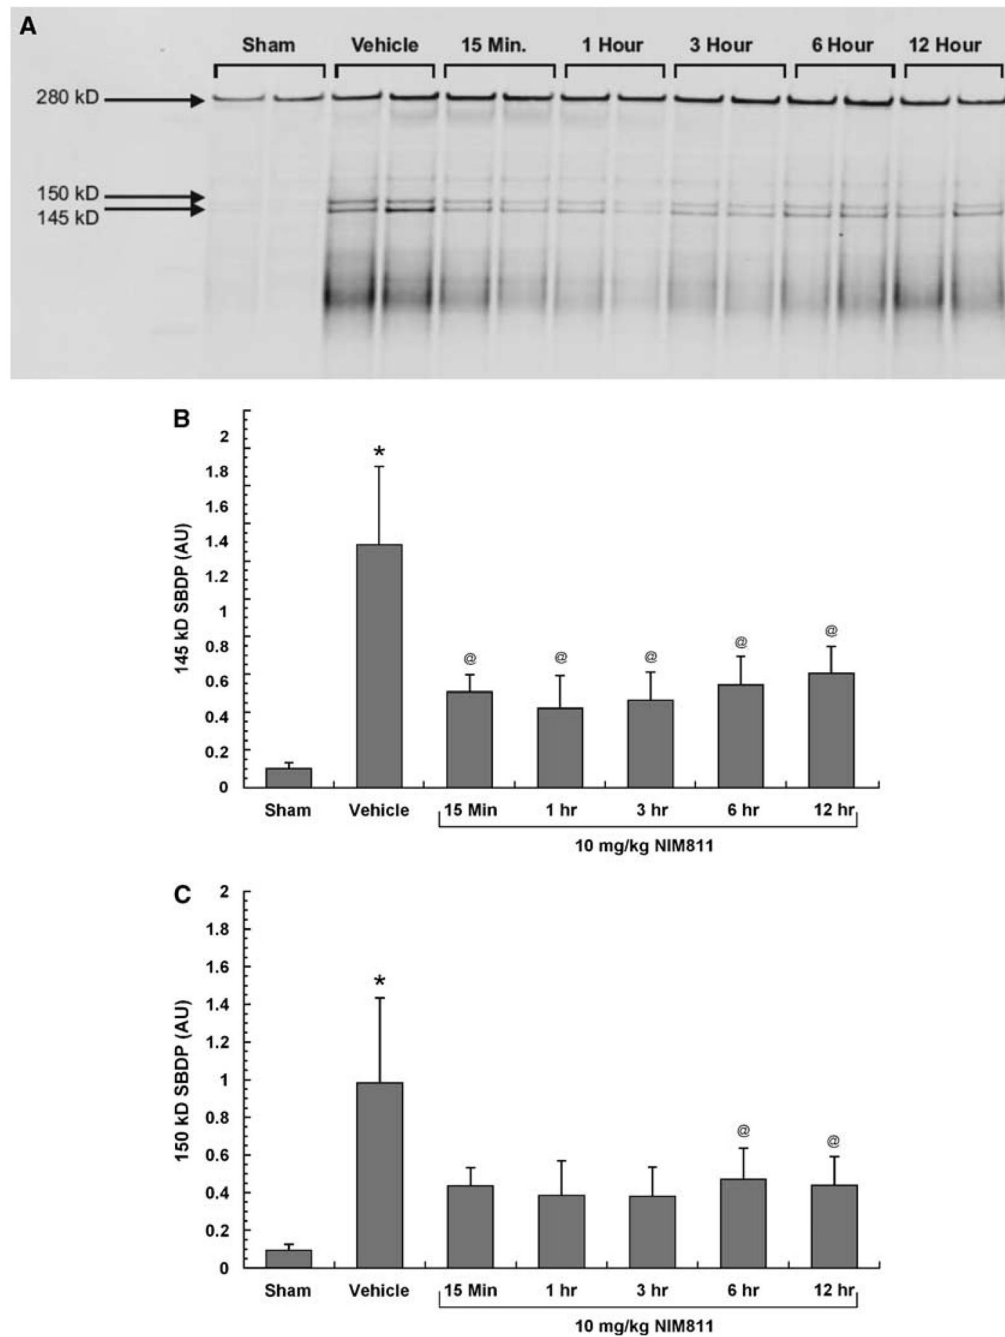 A
Sham Vehicle 15 Min. 1 Hour 3 Hour 6 Hour 12 Hour
280 kD
150 kD
145 kD
B
145 kD SBDP (AU)
2
1.8
1.6
1.4
1.2
1
0.8
0.6
0.4
0.2
0
*
@ @ @ @ @
Sham Vehicle 15 Min 1 hr 3 hr 6 hr 12 hr
10 mg/kg NIM811
C
150 kD SBDP (AU)
2
1.8
1.6
1.4
1.2
1
0.8
0.6
0.4
0.2
0
*
@ @
Sham Vehicle 15 Min 1 hr 3 hr 6 hr 12 hr
10 mg/kg NIM811